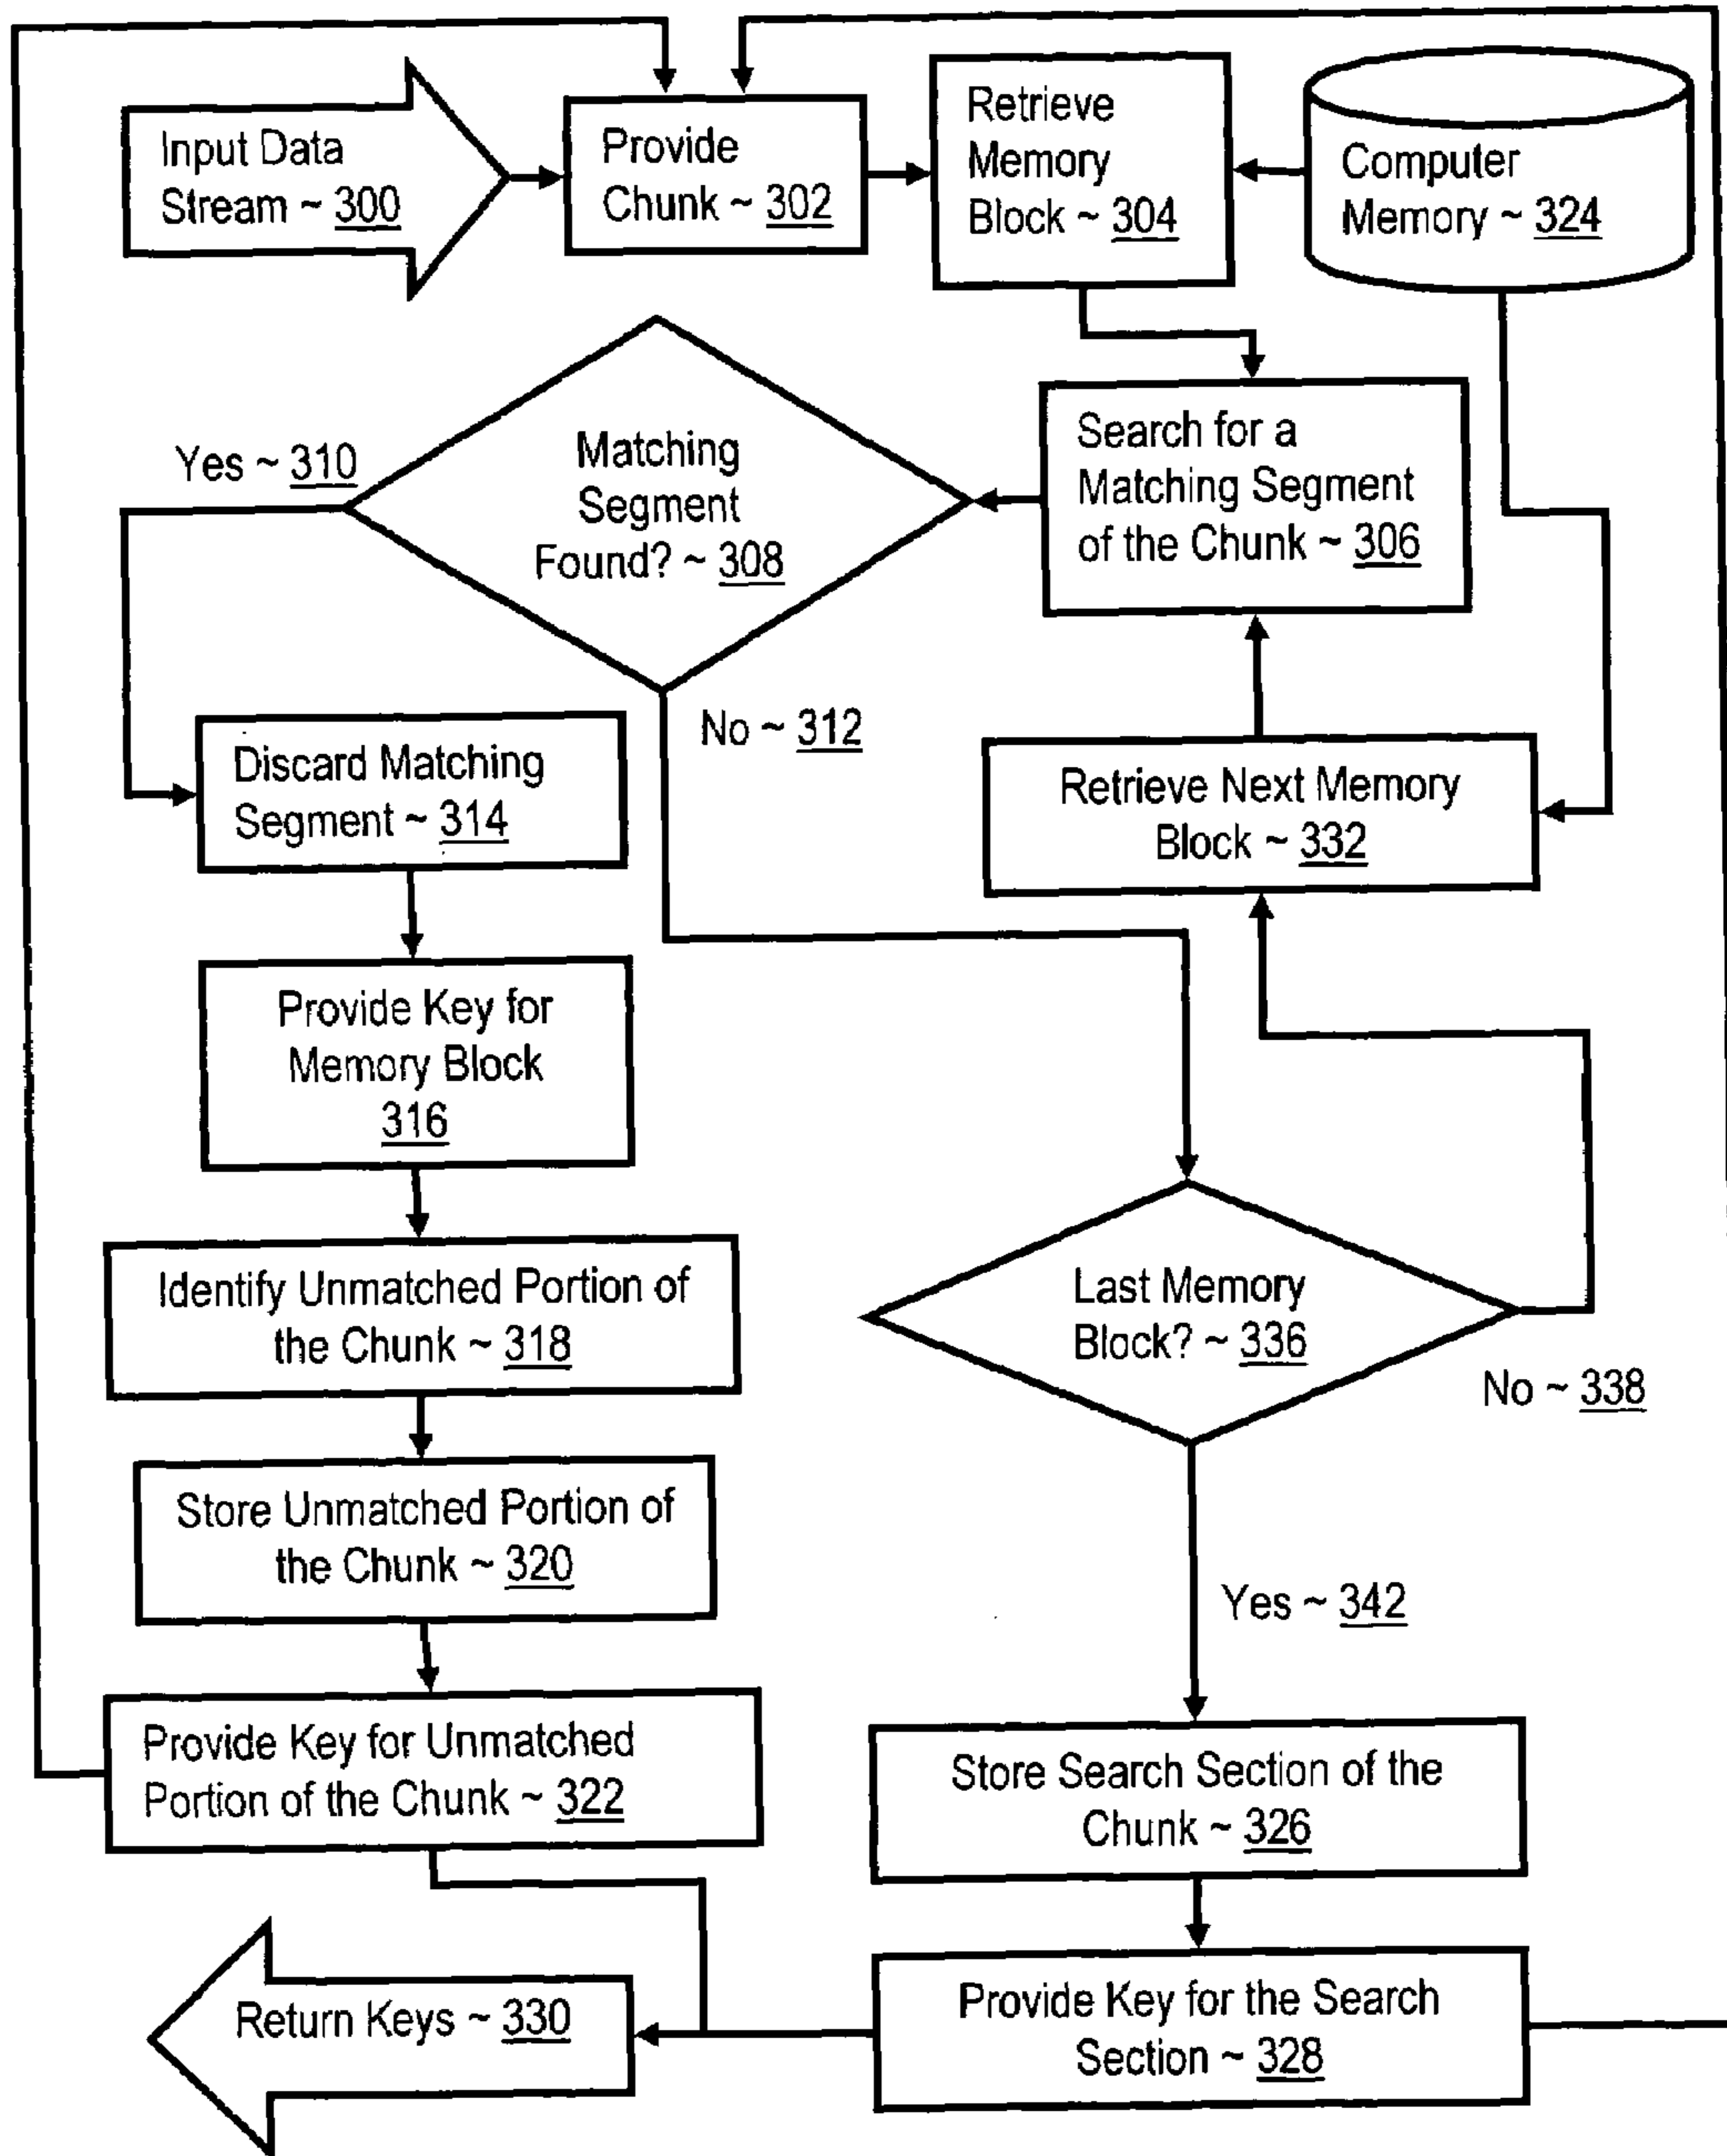 Input Data
Stream ~ 300
Provide
Chunk ~ 302
Retrieve
Memory
Block ~ 304
Computer
Memory ~ 324
Yes ~ 310
Matching
Segment
Found? ~ 308
Search for a
Matching Segment
of the Chunk ~ 306
No ~ 312
Discard Matching
Segment ~ 314
Retrieve Next Memory
Block ~ 332
Provide Key for
Memory Block
316
Identify Unmatched Portion of
the Chunk ~ 318
Last Memory
Block? ~ 336
No ~ 338
Store Unmatched Portion of
the Chunk ~ 320
Yes ~ 342
Provide Key for Unmatched
Portion of the Chunk ~ 322
Store Search Section of the
Chunk ~ 326
Return Keys ~ 330
Provide Key for the Search
Section ~ 328